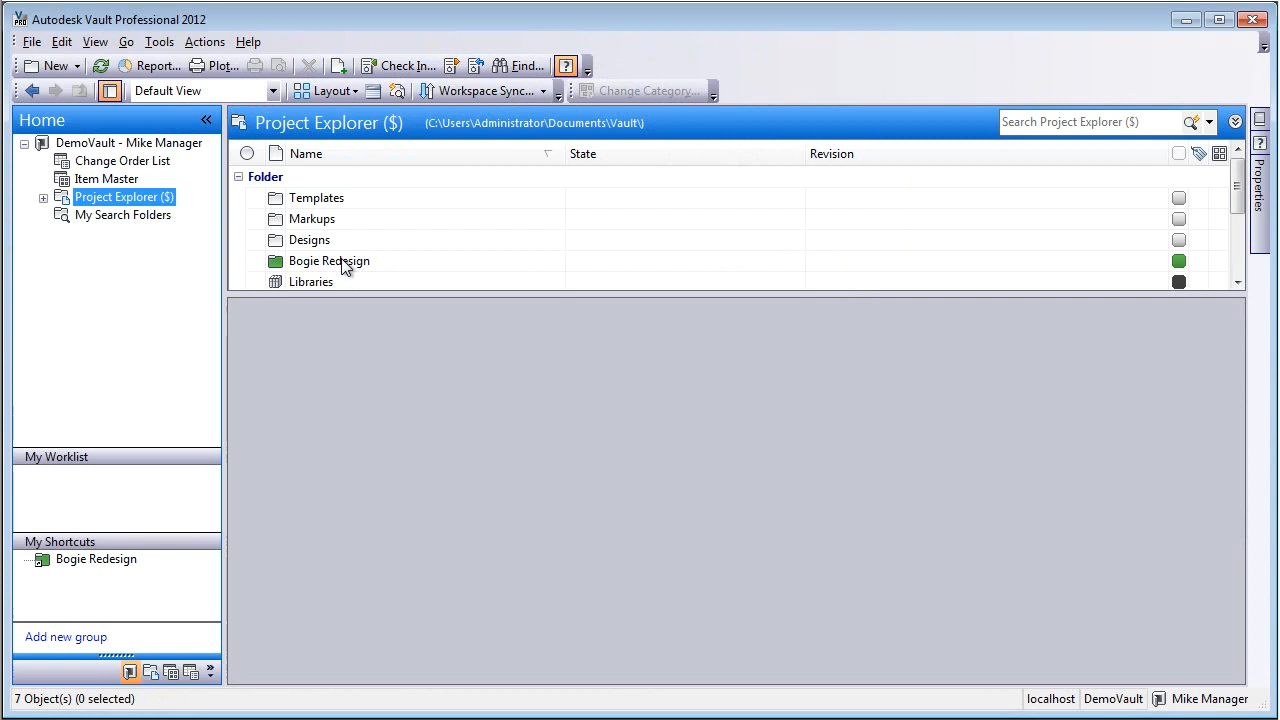 Autodesk Vault Professional 2012
File Edit View Go Tools Actions Help
New Report... Plot... Check In... Find...
Default View Layout Workspace Sync... Change Category...
Home
DemoVault - Mike Manager
Change Order List
Item Master
Project Explorer ($)
My Search Folders
My Worklist
My Shortcuts
Bogie Redesign
Add new group
Project Explorer ($) (C:\Users\Administrator\Documents\Vault\) Search Project Explorer ($)
Name State Revision
Folder
Templates
Markups
Designs
Bogie Redesign
Libraries
Properties
7 Object(s) (0 selected) localhost DemoVault Mike Manager